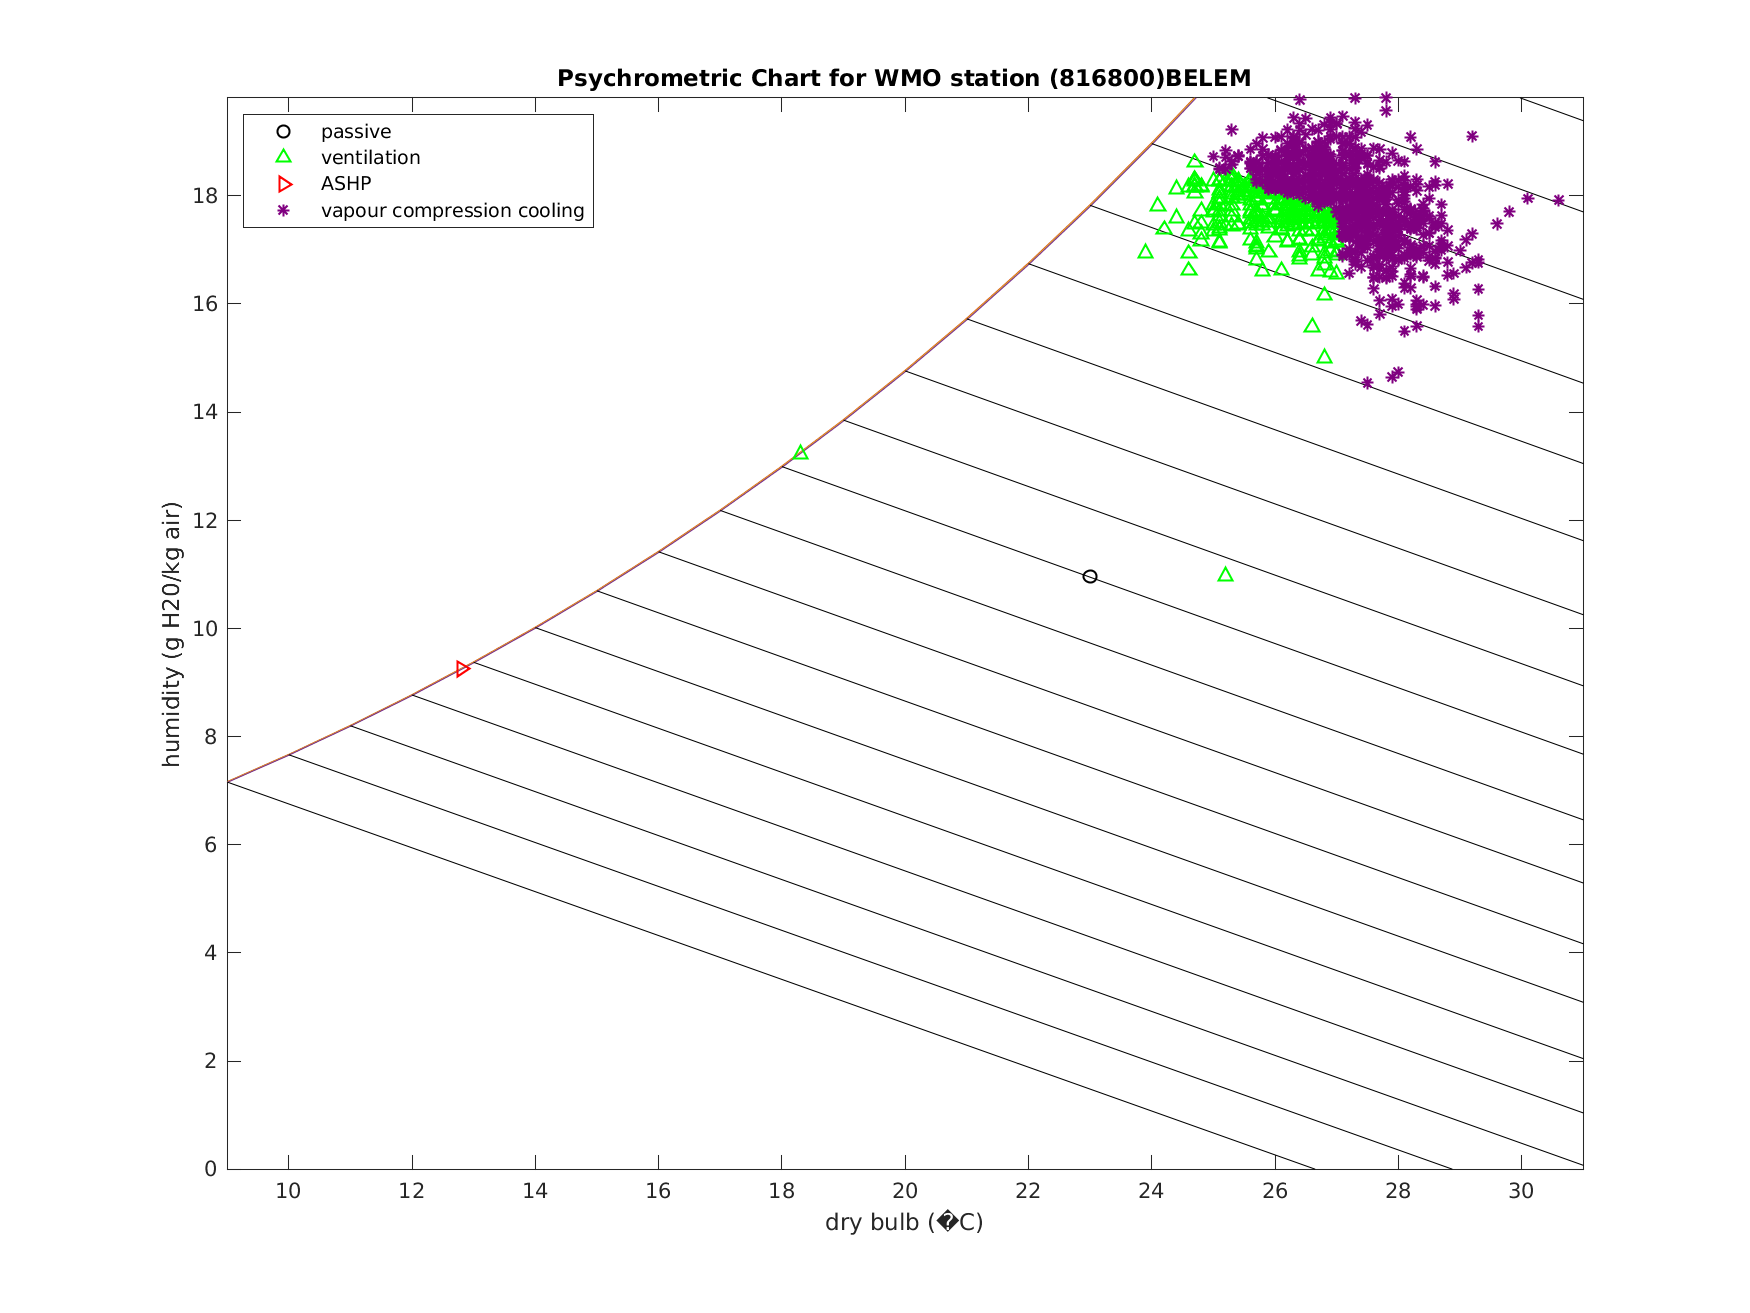 Psychrometric Chart for WMO station (816800)BELEM
passive
ventilation
ASHP
vapour compression cooling
humidity (g H20/kg air)
18
16
14
12
10
8
6
4
2
0
10 12 14 16 18 20 22 24 26 28 30
dry bulb (�C)